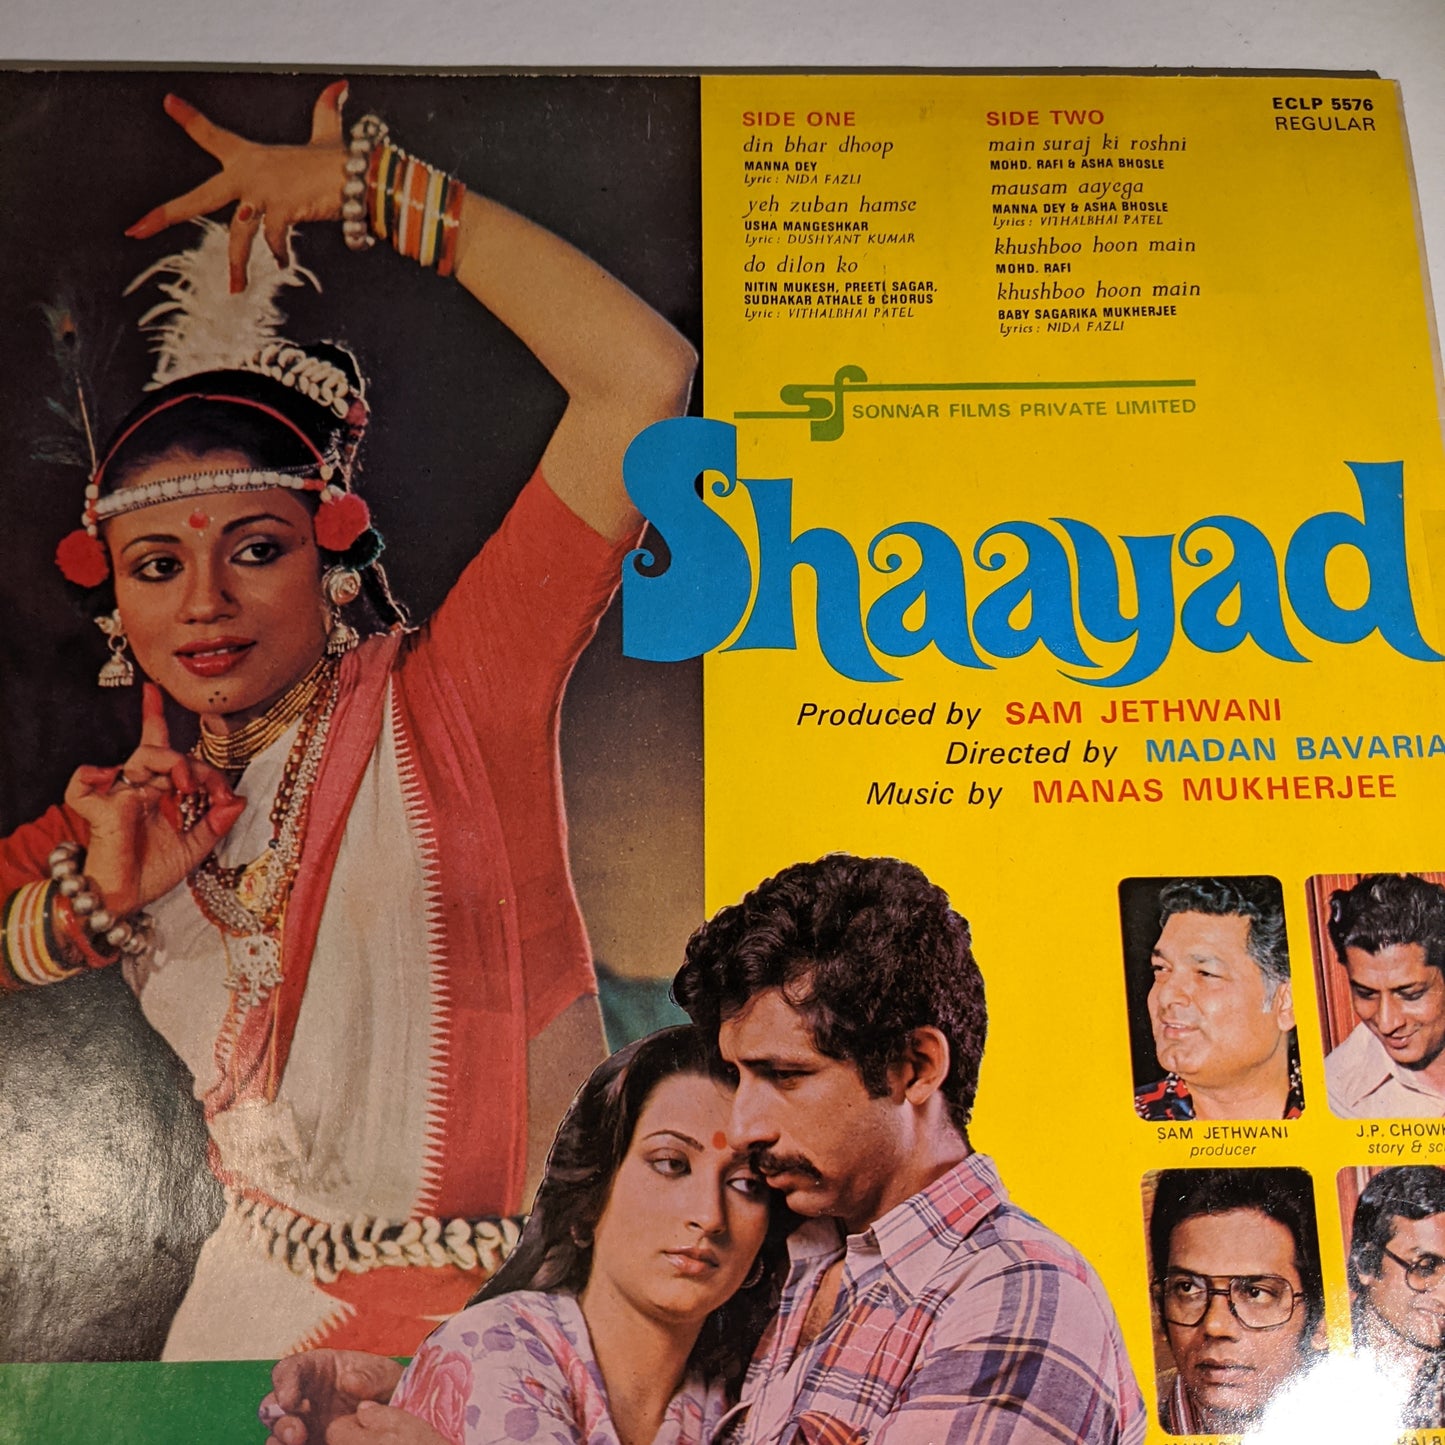 SIDE ONE
din bhar dhoop
MANNA DEY
Lyric : NIDA FAZLI
yeh zuban hamse
USHA MANGESHKAR
Lyric : DUSHYANT KUMAR
do dilon ko
NITIN MUKESH, PREETI SAGAR,
SUDHAKAR ATHALE & CHORUS
Lyric : VITHALBHAI PATEL
SIDE TWO
main suraj ki roshni
MOHD. RAFI & ASHA BHOSLE
mausam aayega
MANNA DEY & ASHA BHOSLE
Lyrics : VITHALBHAI PATEL
khushboo hoon main
MOHD. RAFI
khushboo hoon main
BABY SAGARIKA MUKHERJEE
Lyrics : NIDA FAZLI
ECLP 5576
REGULAR
sf SONNAR FILMS PRIVATE LIMITED
Shaayad
Produced by SAM JETHWANI
Directed by MADAN BAVARIA
Music by MANAS MUKHERJEE
SAM JETHWANI
producer
J.P. CHOWK
story & sc